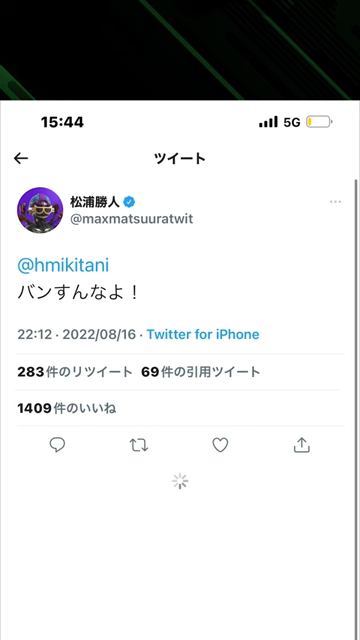 15:44
5G
ツイート
松浦勝人
@maxmatsuuratwit
@hmikitani
バンすんなよ！
22:12 · 2022/08/16 · Twitter for iPhone
283件のリツイート 69件の引用ツイート
1409件のいいね